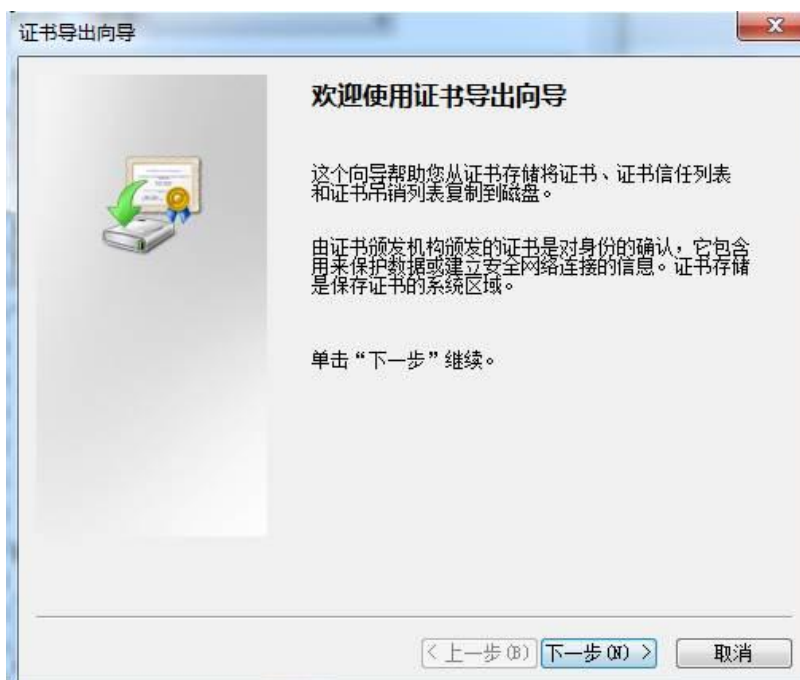 证书导出向导
欢迎使用证书导出向导
这个向导帮助您从证书存储将证书、证书信任列表
和证书吊销列表复制到磁盘。
由证书颁发机构颁发的证书是对身份的确认，它包含
用来保护数据或建立安全网络连接的信息。证书存储
是保存证书的系统区域。
单击“下一步”继续。
< 上一步(B)
下一步(N) >
取消